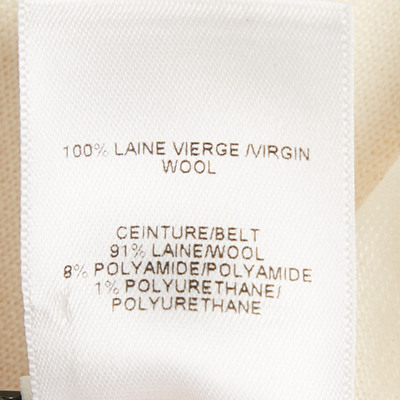 100% LAINE VIERGE /VIRGIN
WOOL
CEINTURE/BELT
91% LAINE/WOOL
8% POLYAMIDE/POLYAMIDE
1% POLYURETHANE/
POLYURETHANE